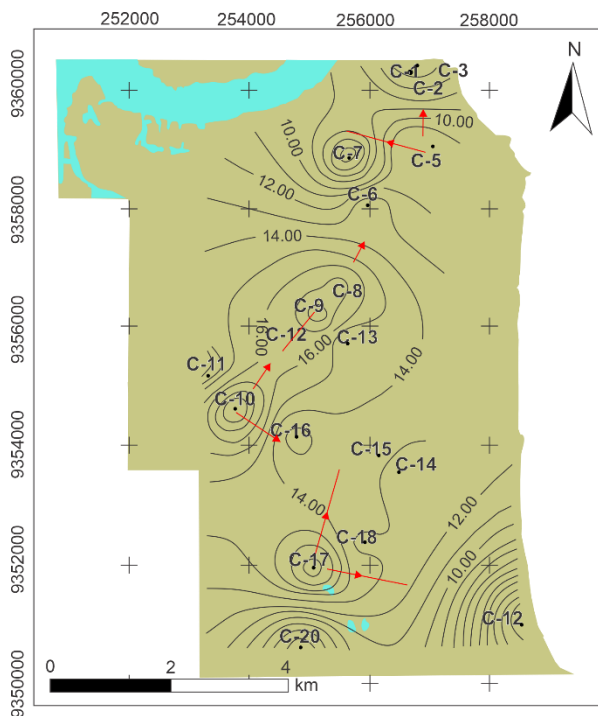 252000 254000 256000 258000
N
9360000
C-1 C-3
C-2
10.00 10.00
C-7 C-5
12.00 C-6
9358000
14.00
C-8
C-9
9356000
16.00 C-12 C-13
16.00
C-11
14.00
C-10
C-16
9354000
C-15
C-14
14.00
12.00
C-18
C-17
9352000
10.00
C-12
C-20
9350000
0 2 4
km